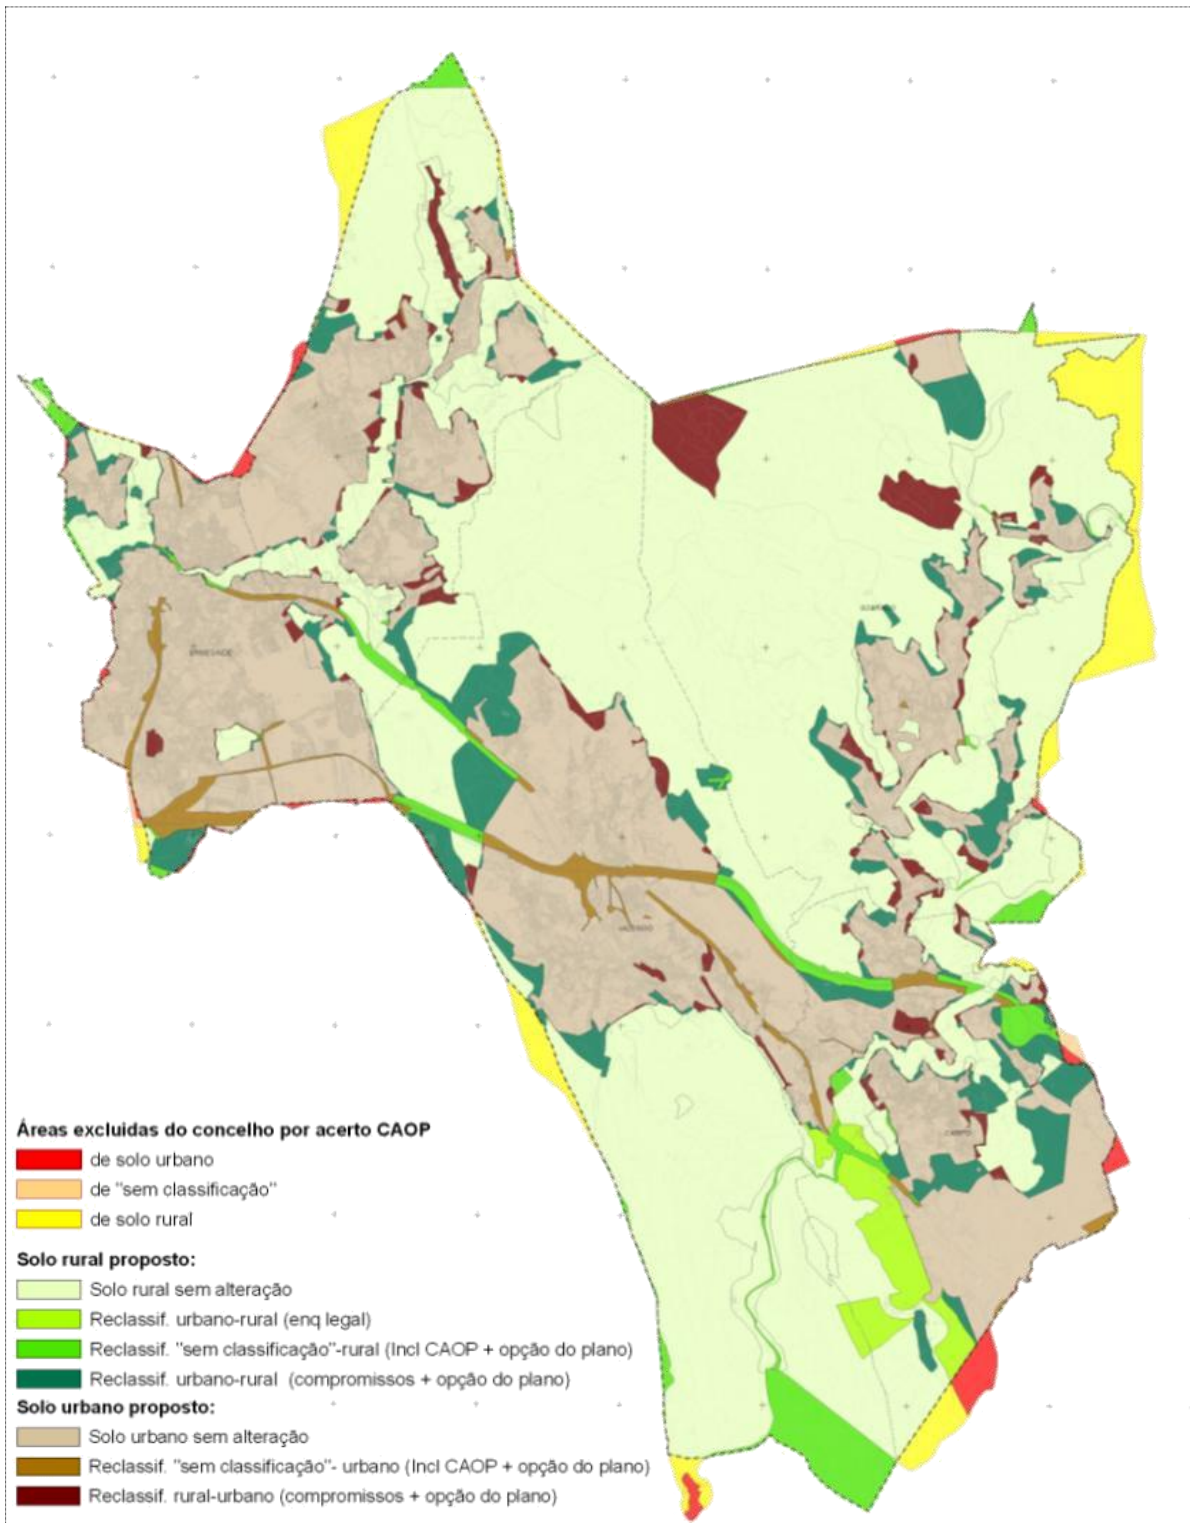 ERMESINDE
VALONGO
CAMPO
Áreas excluidas do concelho por acerto CAOP
de solo urbano
de "sem classificação"
de solo rural
Solo rural proposto:
Solo rural sem alteração
Reclassif. urbano-rural (enq legal)
Reclassif. "sem classificação"-rural (Incl CAOP + opção do plano)
Reclassif. urbano-rural (compromissos + opção do plano)
Solo urbano proposto:
Solo urbano sem alteração
Reclassif. "sem classificação"- urbano (Incl CAOP + opção do plano)
Reclassif. rural-urbano (compromissos + opção do plano)